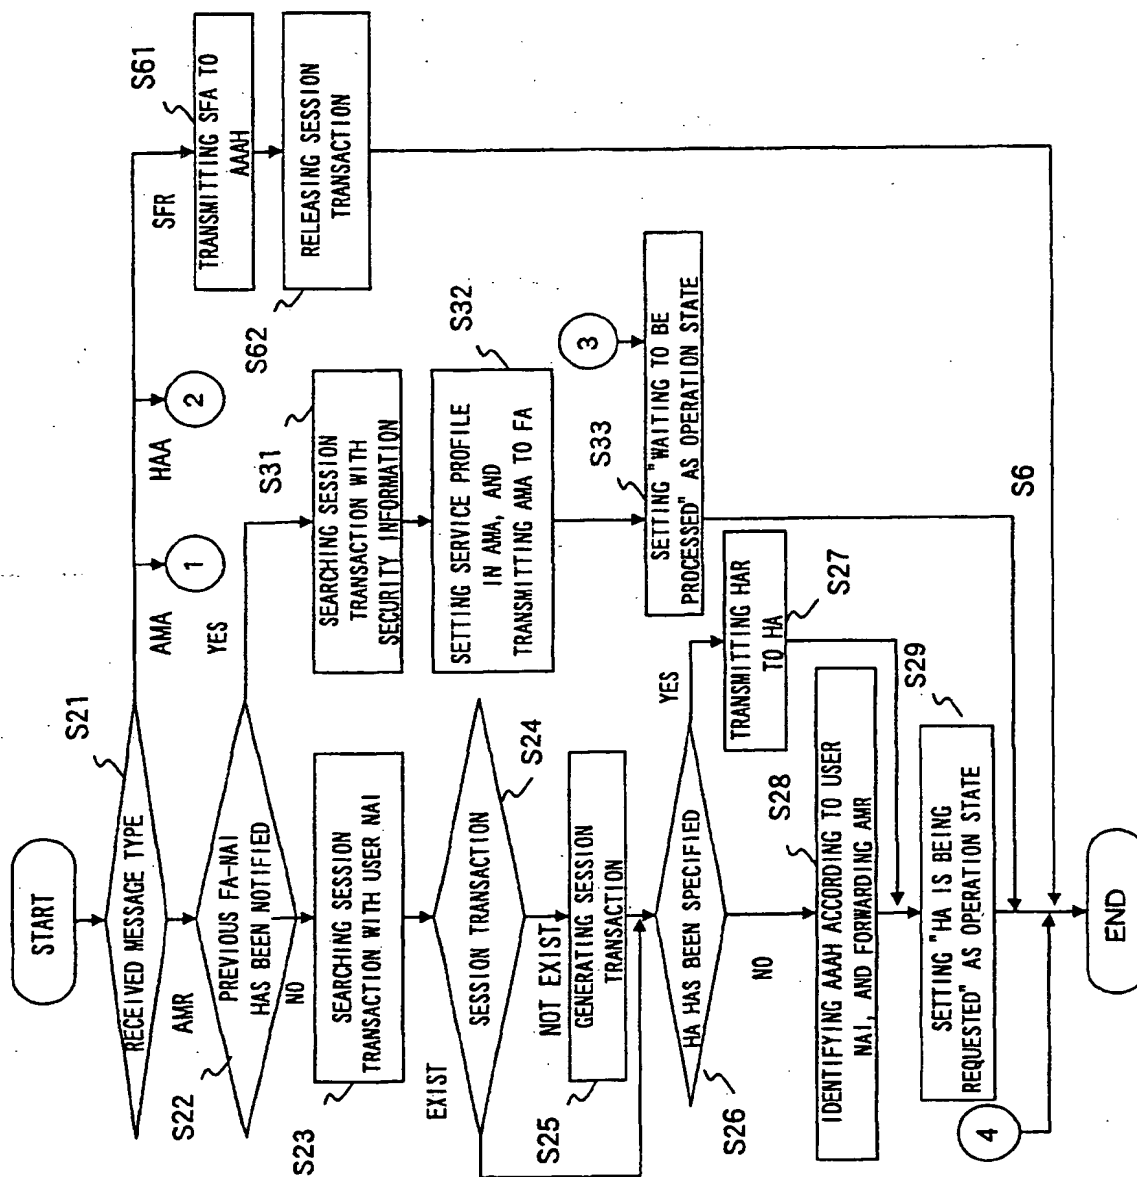 START
RECEIVED MESSAGE TYPE
S21
AMR
AMA
1
HAA
2
SFR
PREVIOUS FA-NAI
HAS BEEN NOTIFIED
S22
YES
NO
SEARCHING SESSION
TRANSACTION WITH USER NAI
S23
SESSION TRANSACTION
S24
EXIST
NOT EXIST
GENERATING SESSION
TRANSACTION
S25
HA HAS BEEN SPECIFIED
S26
YES
NO
TRANSMITTING HAR
TO HA
S27
S28
IDENTIFYING AAAH ACCORDING TO USER
NAI, AND FORWARDING AMR
S29
SETTING "HA IS BEING
REQUESTED" AS OPERATION STATE
4
END
S31
SEARCHING SESSION
TRANSACTION WITH
SECURITY INFORMATION
S32
SETTING SERVICE PROFILE
IN AMA, AND
TRANSMITTING AMA TO FA
3
S33
SETTING "WAITING TO BE
PROCESSED" AS OPERATION STATE
S61
TRANSMITTING SFA TO
AAAH
S62
RELEASING SESSION
TRANSACTION
S6